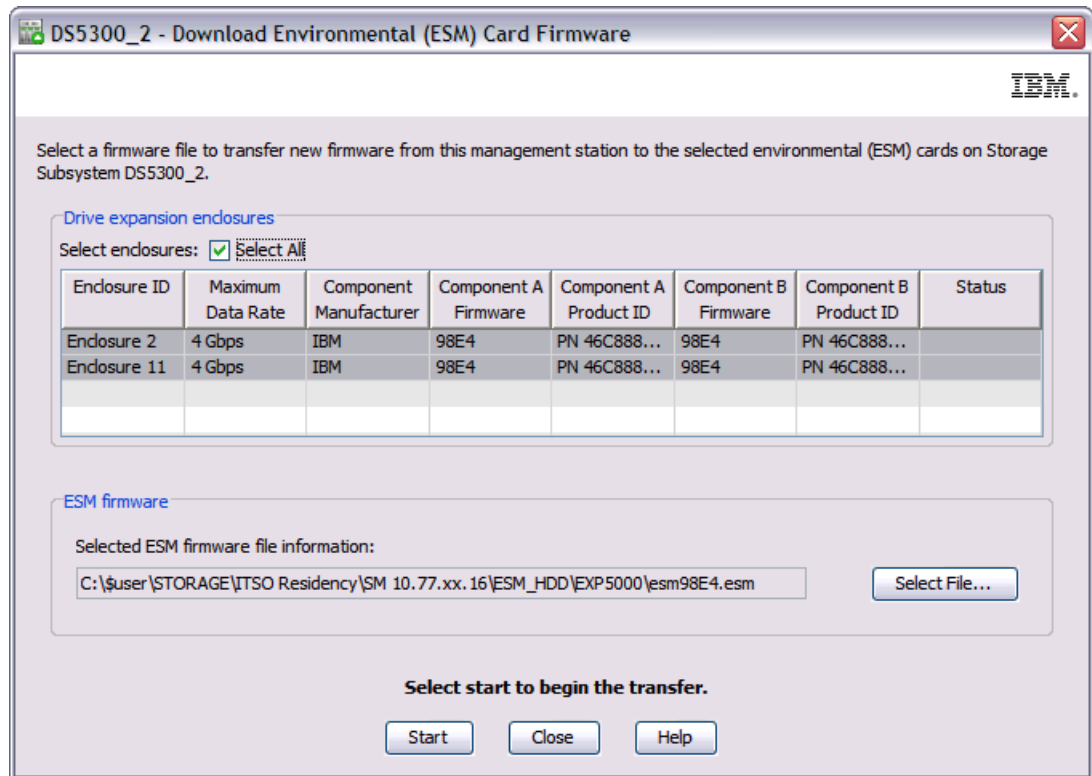 DS5300_2 - Download Environmental (ESM) Card Firmware
IBM.
Select a firmware file to transfer new firmware from this management station to the selected environmental (ESM) cards on Storage
Subsystem DS5300_2.
Drive expansion enclosures
Select enclosures: Select All
Enclosure ID Maximum Data Rate Component Manufacturer Component A Firmware Component A Product ID Component B Firmware Component B Product ID Status
Enclosure 2 4 Gbps IBM 98E4 PN 46C888... 98E4 PN 46C888...
Enclosure 11 4 Gbps IBM 98E4 PN 46C888... 98E4 PN 46C888...
ESM firmware
Selected ESM firmware file information:
C:\$user\STORAGE\ITSO Residency\SM 10.77.xx.16\ESM_HDD\EXP5000\esm98E4.esm Select File...
Select start to begin the transfer.
Start Close Help